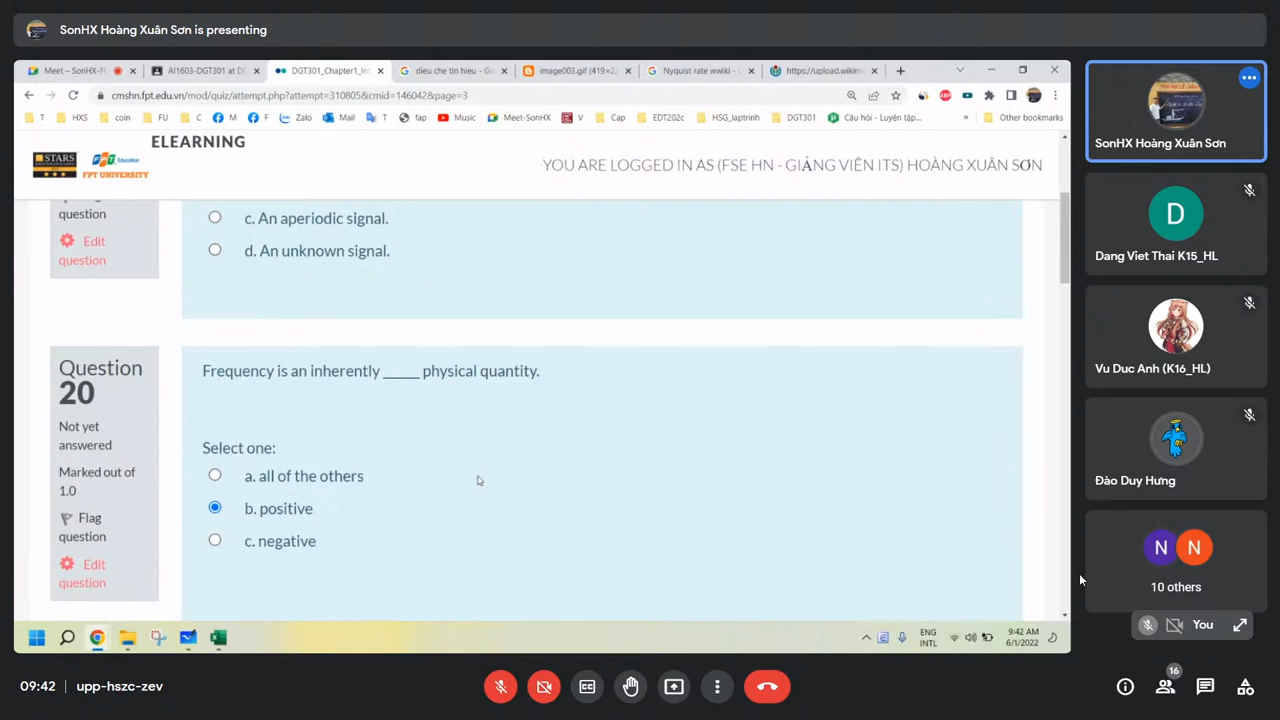 SonHX Hoàng Xuân Sơn is presenting
Meet – SonHX-FU
AI1603-DGT301 at D
DGT301_Chapter1_In
dieu che tin hieu - Go
image003.gif (419×22
Nyquist rate wwiki - G
https://upload.wikime
cmshn.fpt.edu.vn/mod/quiz/attempt.php?attempt=310805&cmid=146042&page=3
T HXS coin FU C M F Zalo Mail T fap Music Meet-SonHX V Cap EDT202c HSG_laptrinh DGT301 Câu hỏi - Luyện tập... » Other bookmarks
ELEARNING
STARS
FPT Education
FPT UNIVERSITY
YOU ARE LOGGED IN AS (FSE HN - GIẢNG VIÊN ITS) HOÀNG XUÂN SƠN
question
Edit
question
c. An aperiodic signal.
d. An unknown signal.
Question
20
Not yet
answered
Marked out of
1.0
Flag
question
Edit
question
Frequency is an inherently _____ physical quantity.
Select one:
a. all of the others
b. positive
c. negative
ENG
INTL
9:42 AM
6/1/2022
SonHX Hoàng Xuân Sơn
D
Dang Viet Thai K15_HL
Vu Duc Anh (K16_HL)
Đào Duy Hưng
N N
10 others
You
09:42 | upp-hszc-zev
16